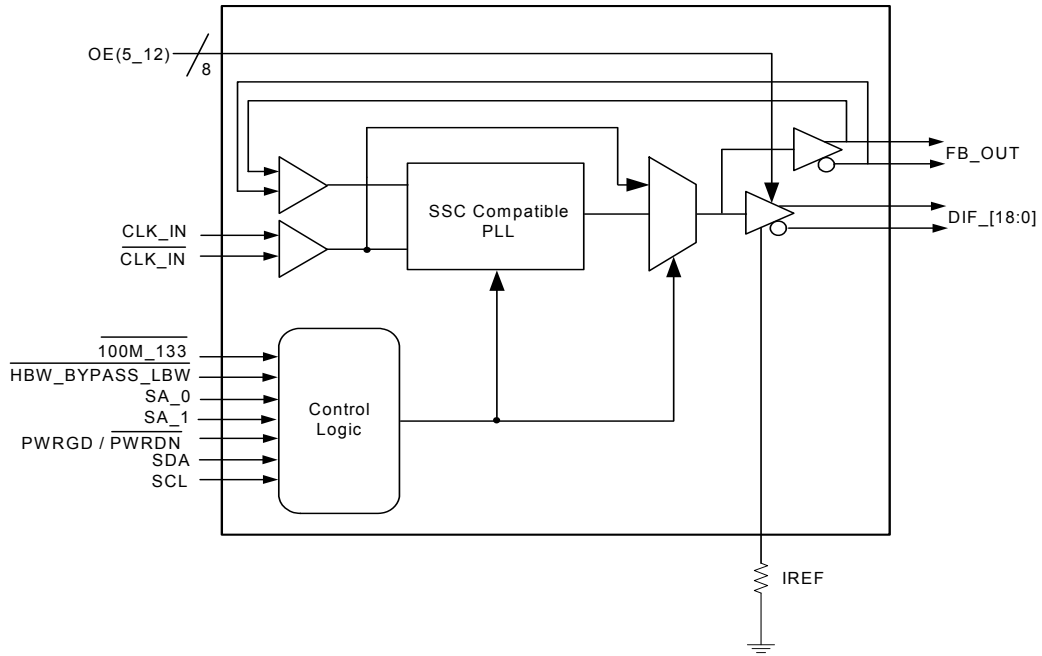 OE(5_12)
8
FB_OUT
SSC Compatible
PLL
DIF_[18:0]
CLK_IN
CLK_IN
100M_133
HBW_BYPASS_LBW
SA_0
SA_1
PWRGD / PWRDN
SDA
SCL
Control
Logic
IREF